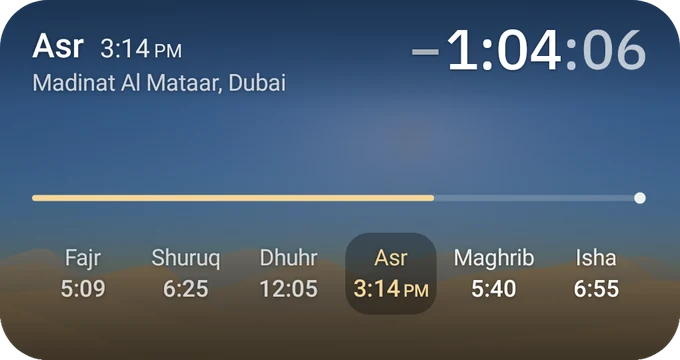 Asr 3:14 PM
–1:04:06
Madinat Al Mataar, Dubai
Fajr Shuruq Dhuhr Asr Maghrib Isha
5:09 6:25 12:05 3:14 PM 5:40 6:55